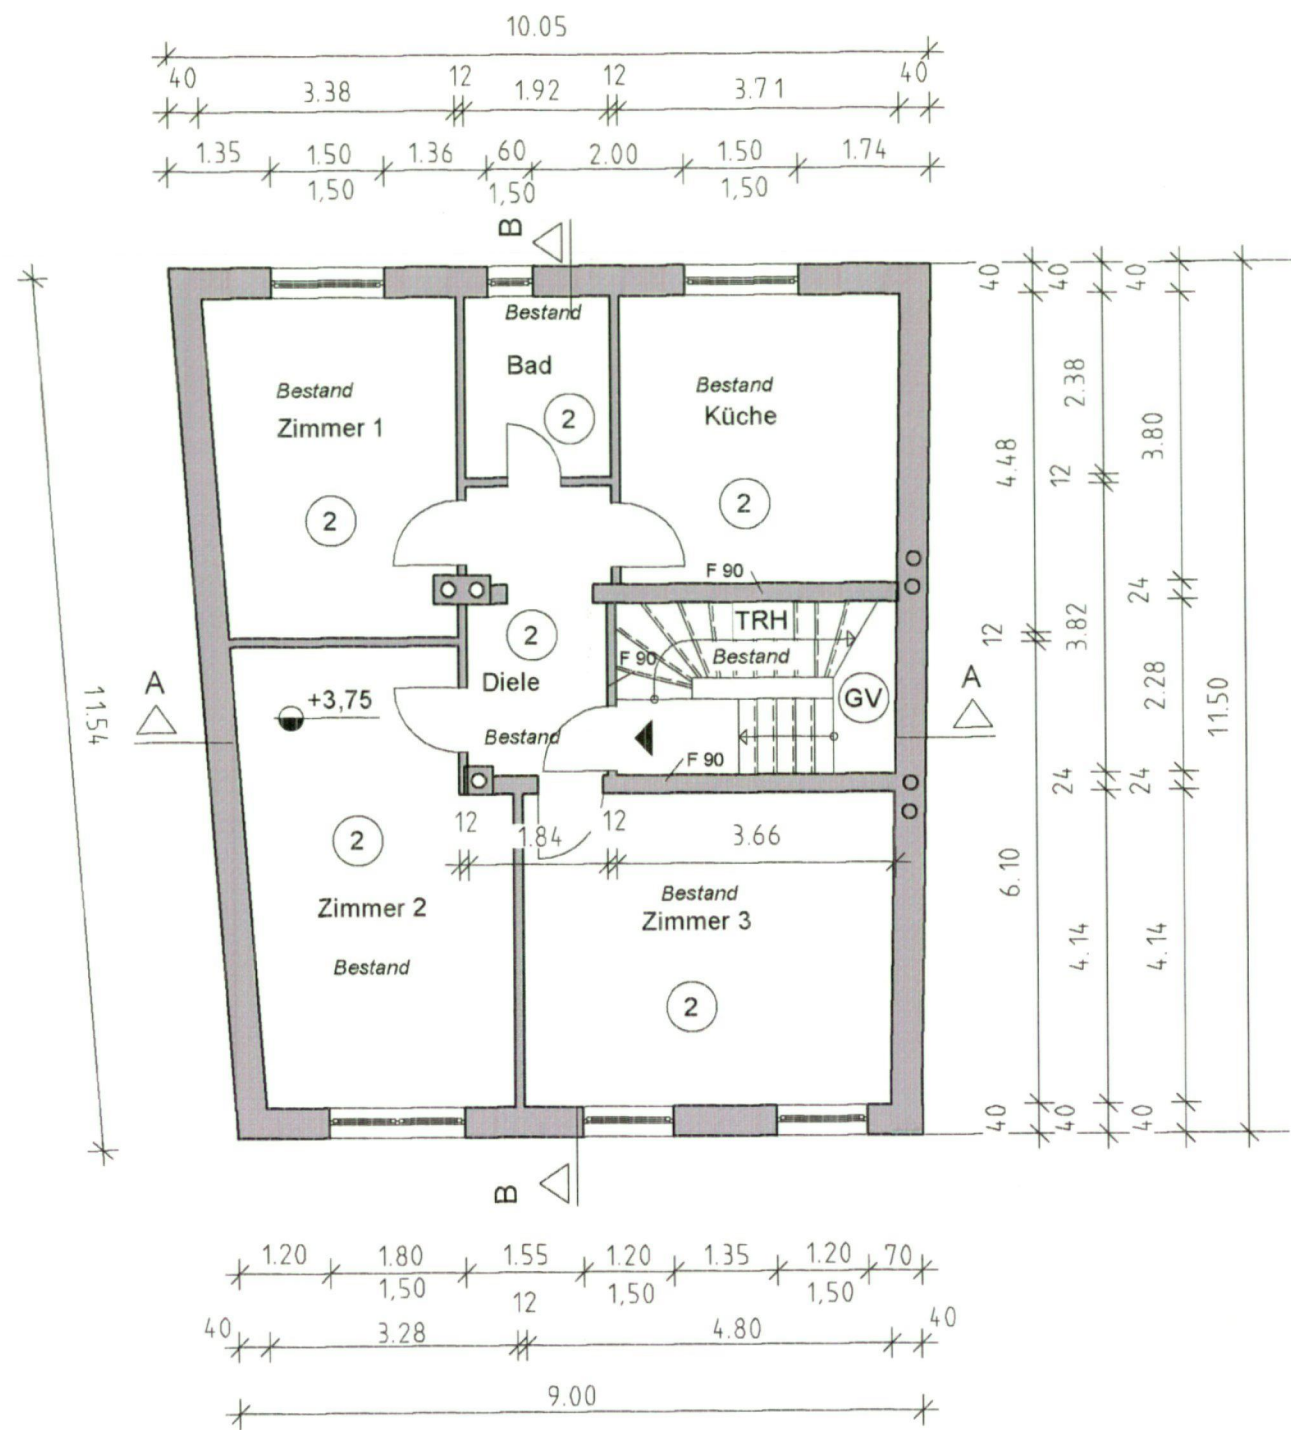 10.05
40 3.38 12 1.92 12 3.71 40
1.35 1.50 1.36 60 2.00 1.50 1.74
1,50 1,50 1,50
B
Bestand
Bad
2
Bestand
Zimmer 1
2
Bestand
Küche
2
F 90
TRH
Bestand
F 90
GV
2
Diele
Bestand
F 90
A
A
+3,75
2
Zimmer 2
Bestand
12 1.84 12 3.66
Bestand
Zimmer 3
2
B
11.54
40 4.48 12 6.10 40
40 2.38 12 3.82 24 4.14 40
40 3.80 24 2.28 24 4.14 40
11.50
1.20 1.80 1.55 1.20 1.35 1.20 70
1,50 1,50 1,50
40 3.28 12 4.80 40
9.00